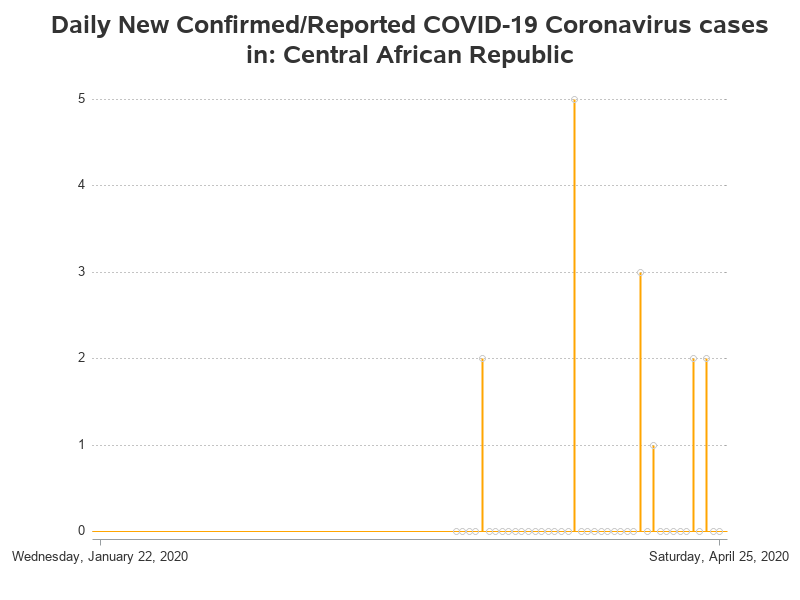 Daily New Confirmed/Reported COVID-19 Coronavirus cases
in: Central African Republic
5
4
3
2
1
0
Wednesday, January 22, 2020 Saturday, April 25, 2020